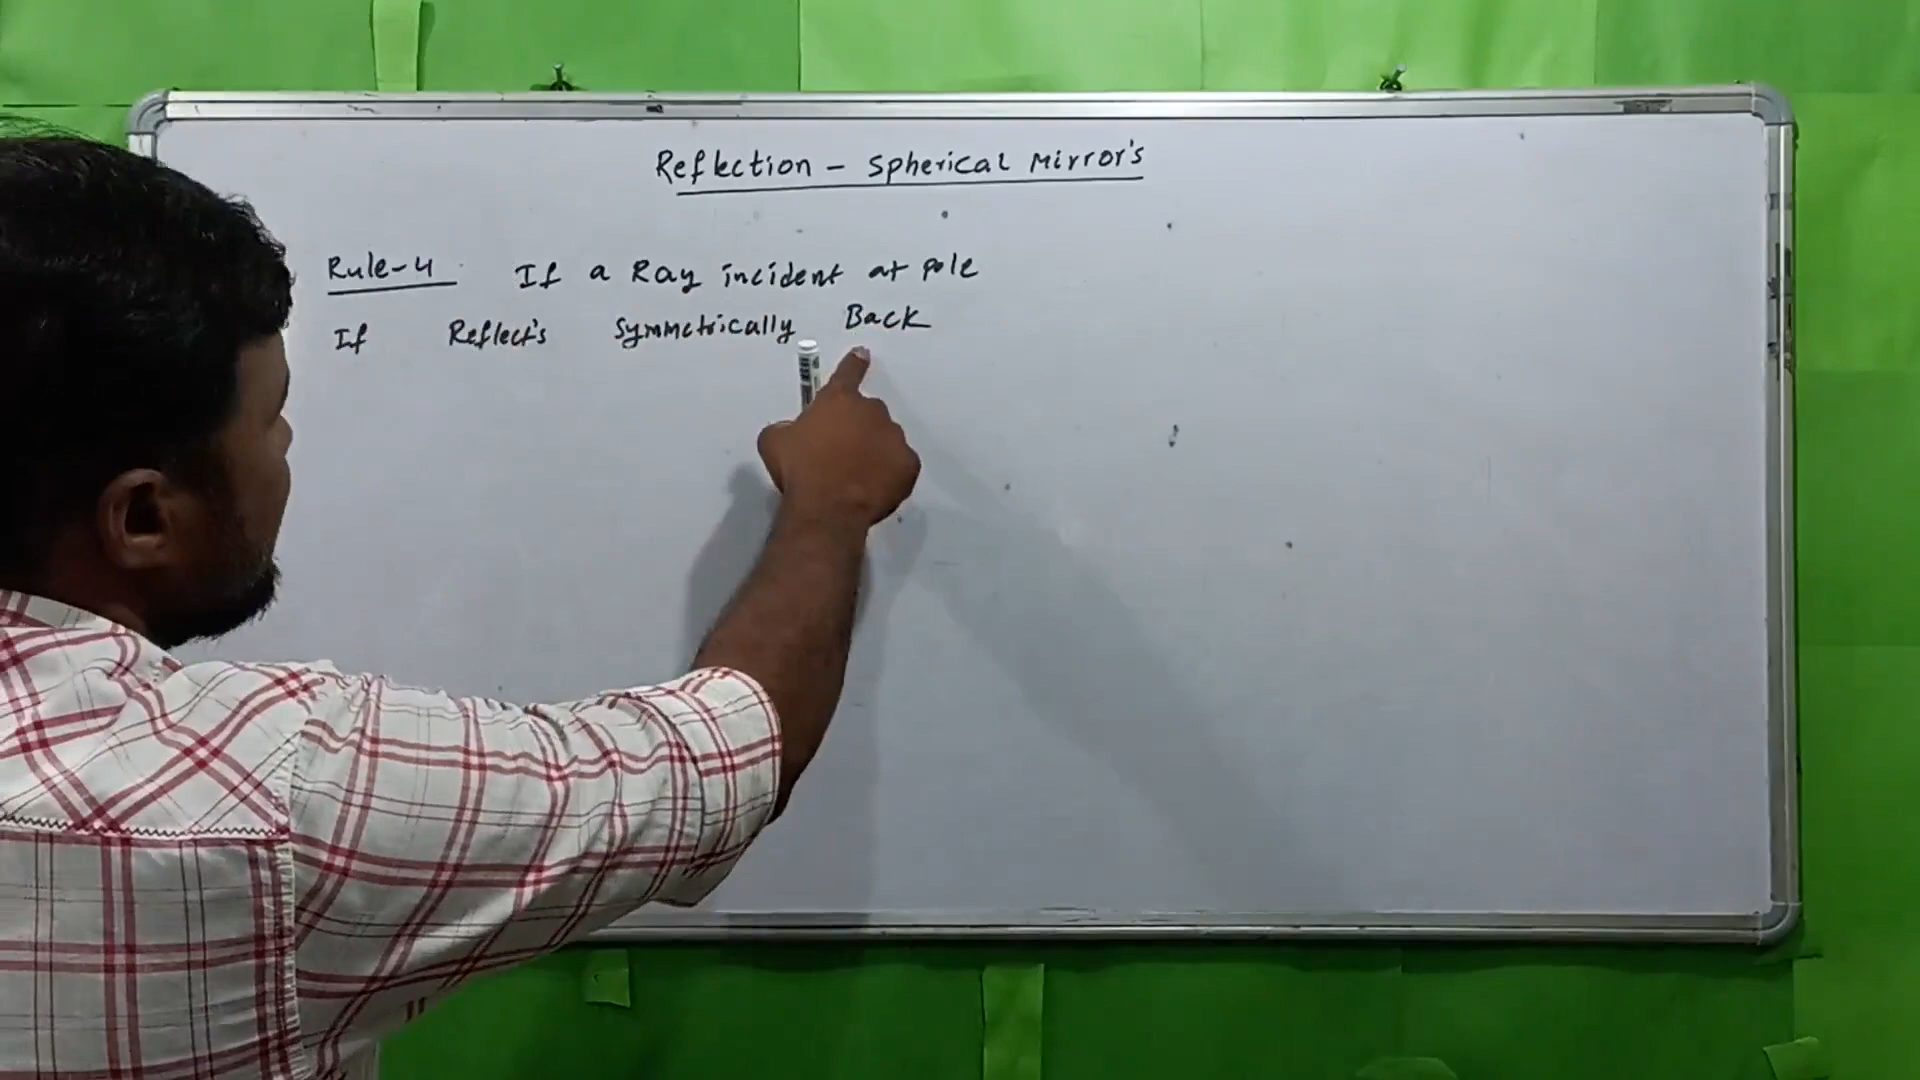 Reflection - Spherical Mirror's
Rule-4 If a Ray incident at pole
If Reflect's Symmetrically Back